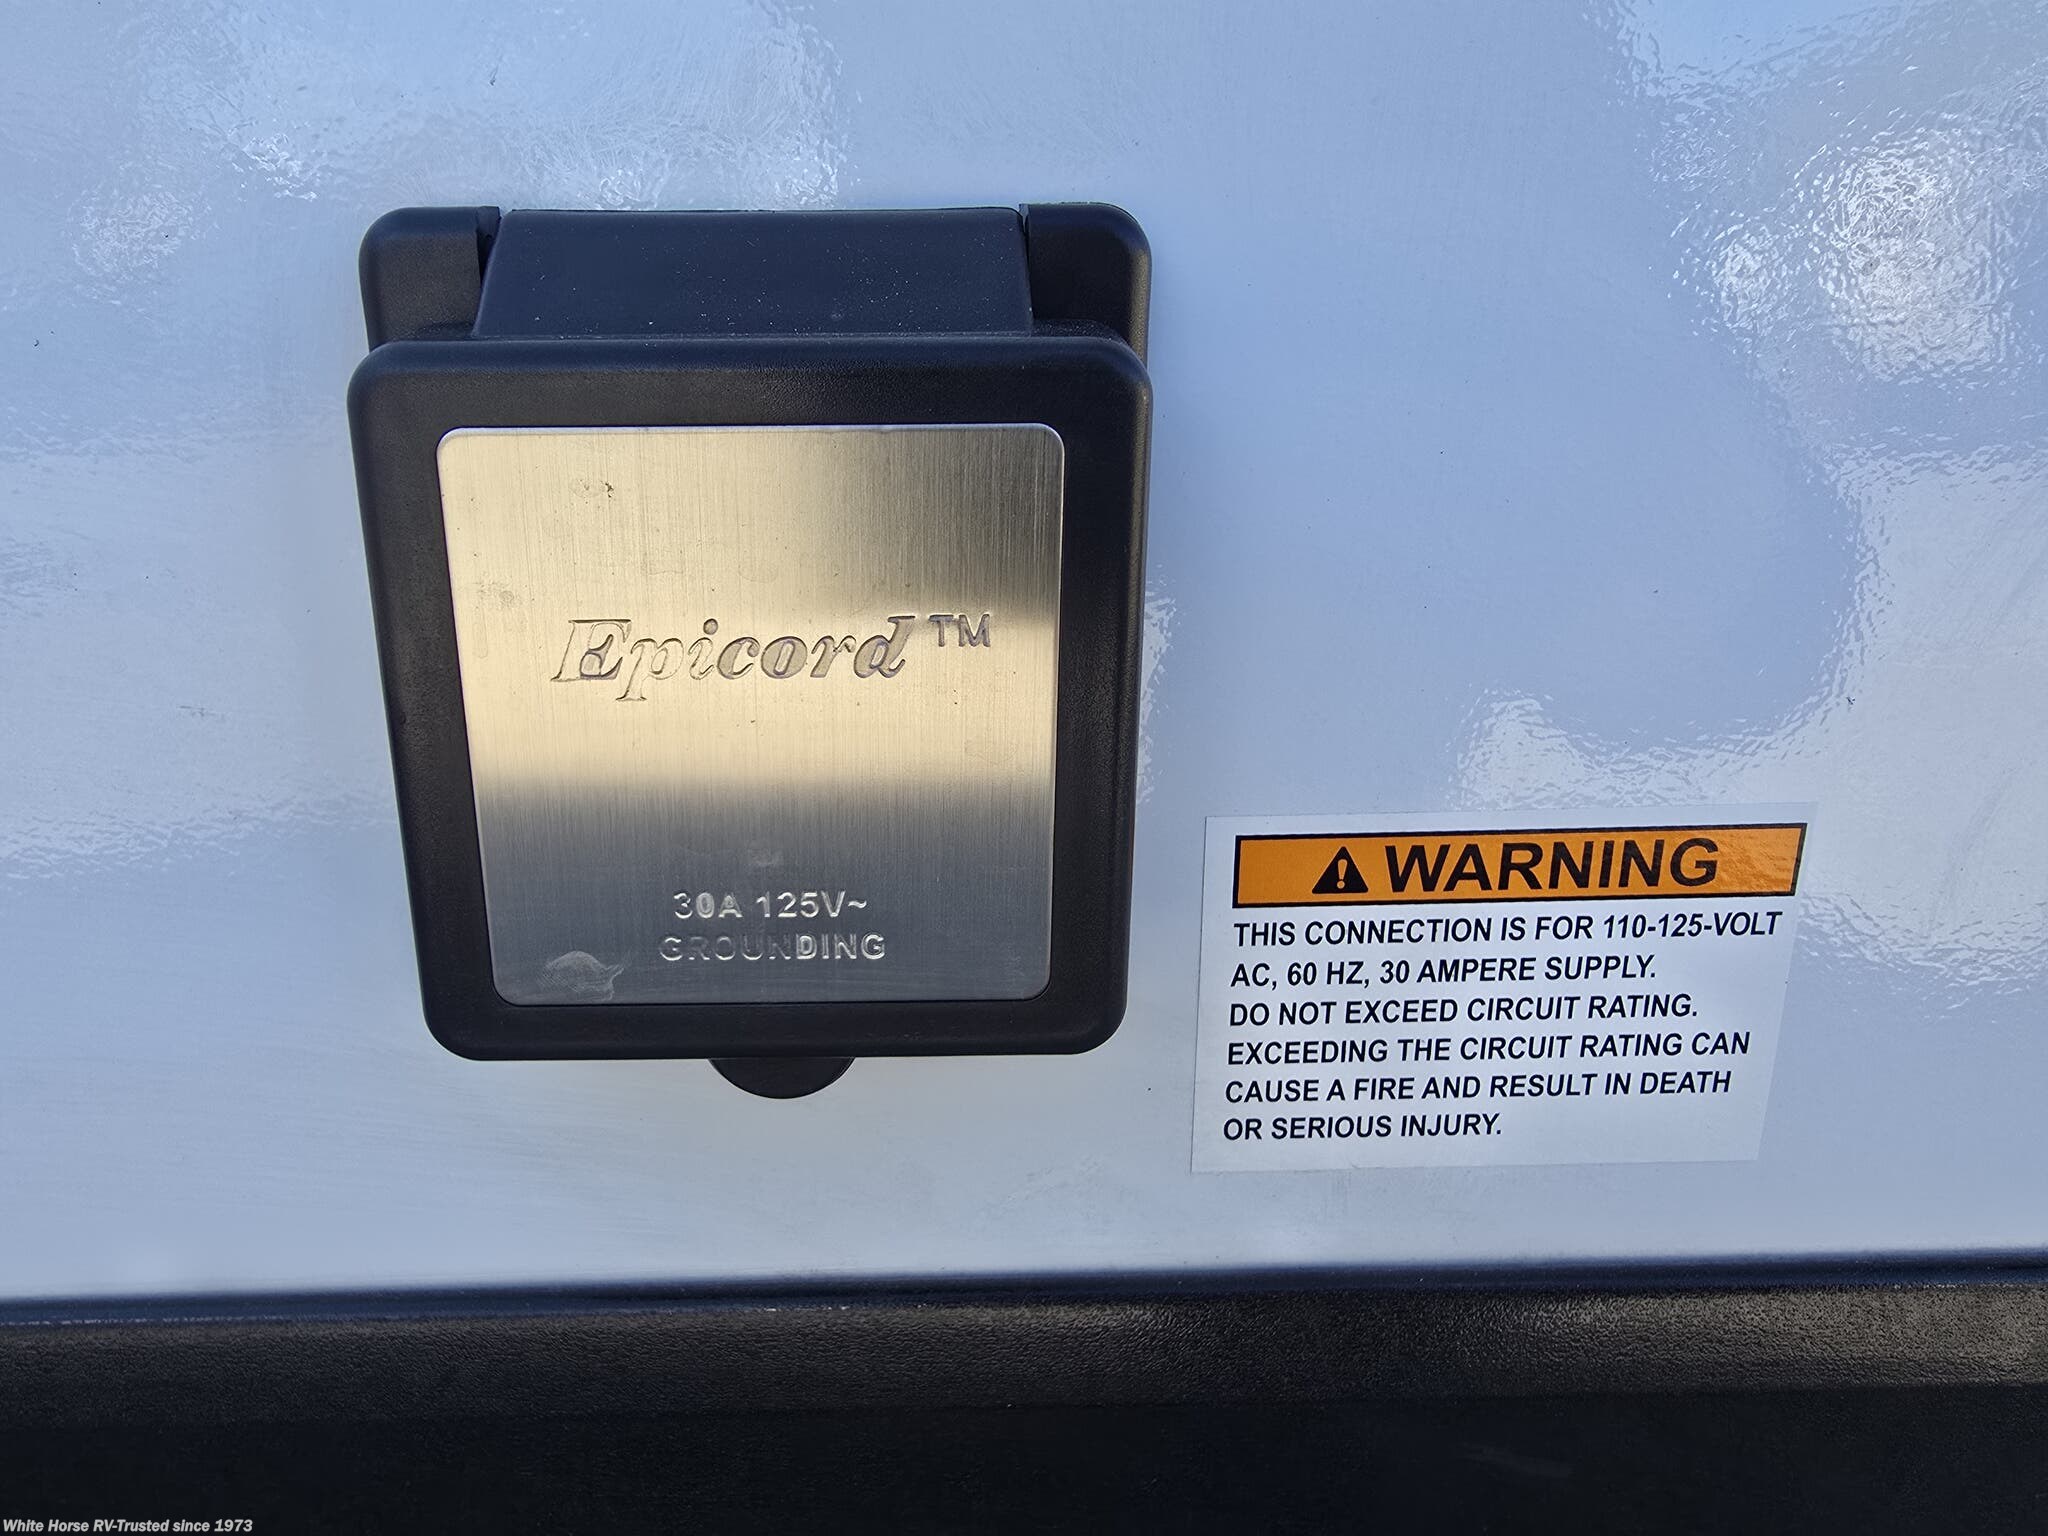 Epicord™
30A 125V~
GROUNDING
⚠ WARNING
THIS CONNECTION IS FOR 110-125-VOLT
AC, 60 HZ, 30 AMPERE SUPPLY.
DO NOT EXCEED CIRCUIT RATING.
EXCEEDING THE CIRCUIT RATING CAN
CAUSE A FIRE AND RESULT IN DEATH
OR SERIOUS INJURY.
White Horse RV-Trusted since 1973